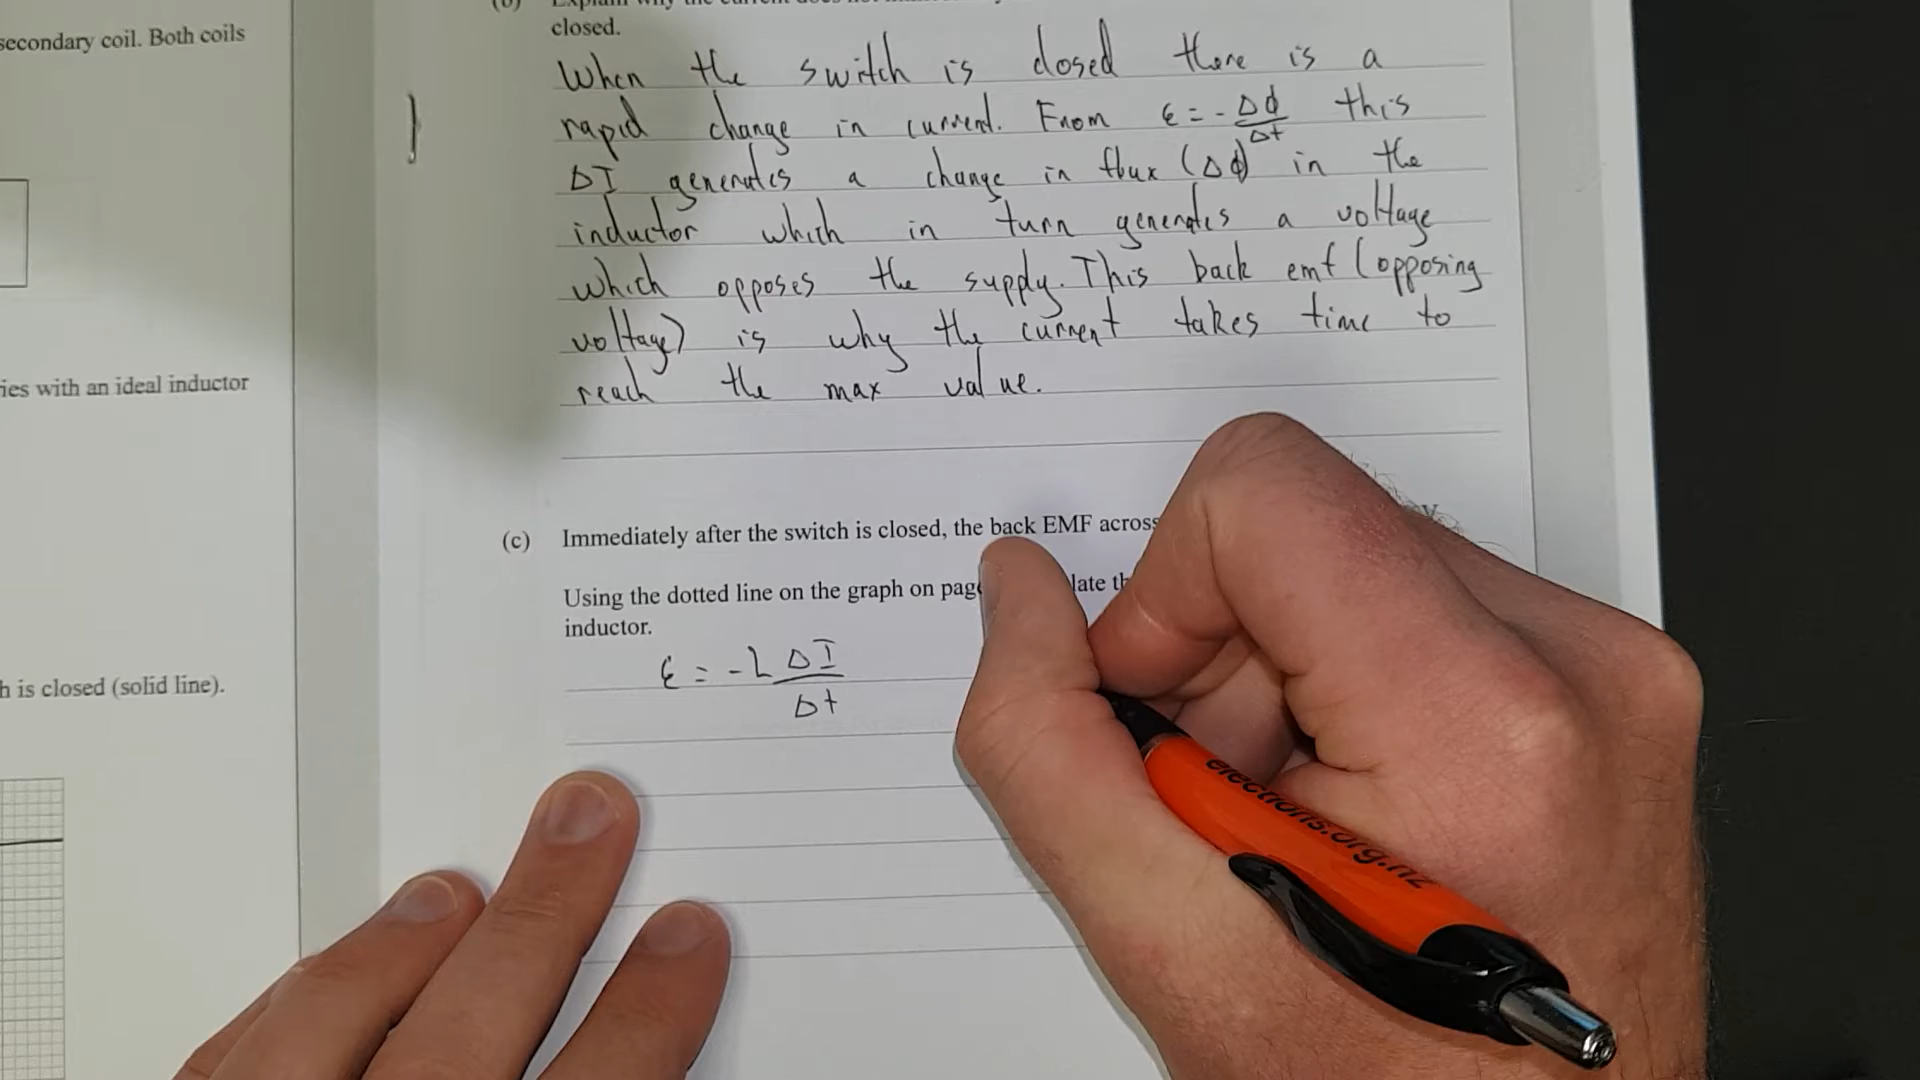 secondary coil. Both coils
ies with an ideal inductor
h is closed (solid line).
closed.
When the switch is closed there is a
rapid change in current. From ε = -Δϕ/Δt this
ΔI generates a change in flux (Δϕ) in the
inductor which in turn generates a voltage
which opposes the supply. This back emf (opposing
voltage) is why the current takes time to
reach the max value.
(c) Immediately after the switch is closed, the back EMF across
Using the dotted line on the graph on page late th
inductor.
ε = -L ΔI/Δt
elections.org.nz